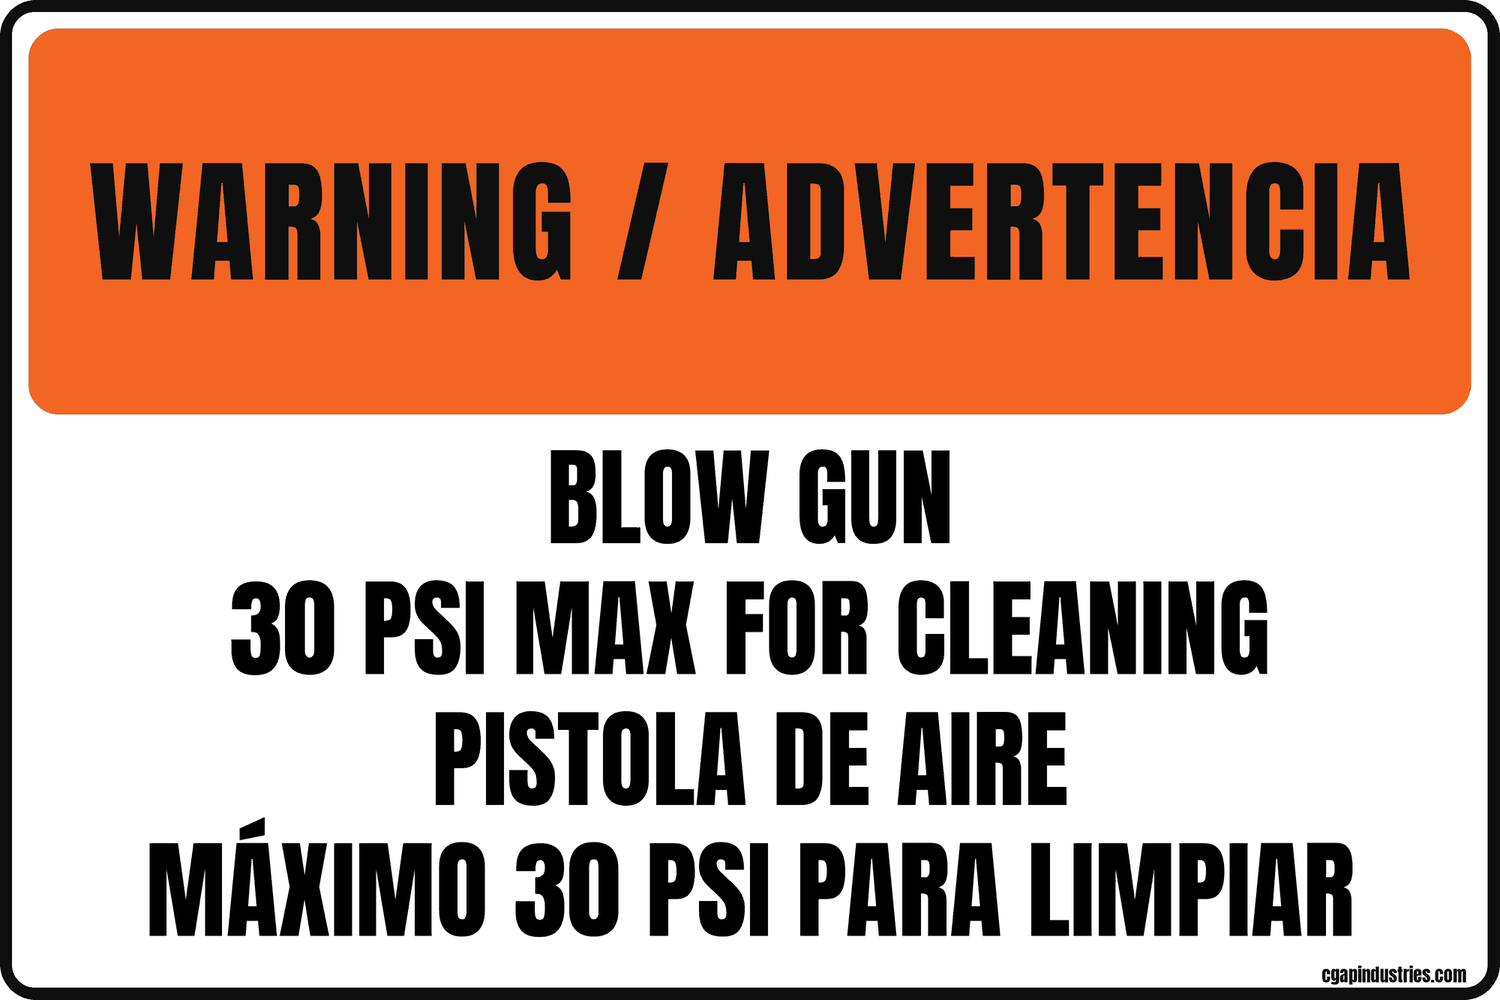 WARNING / ADVERTENCIA
BLOW GUN
30 PSI MAX FOR CLEANING
PISTOLA DE AIRE
MÁXIMO 30 PSI PARA LIMPIAR
cgapindustries.com